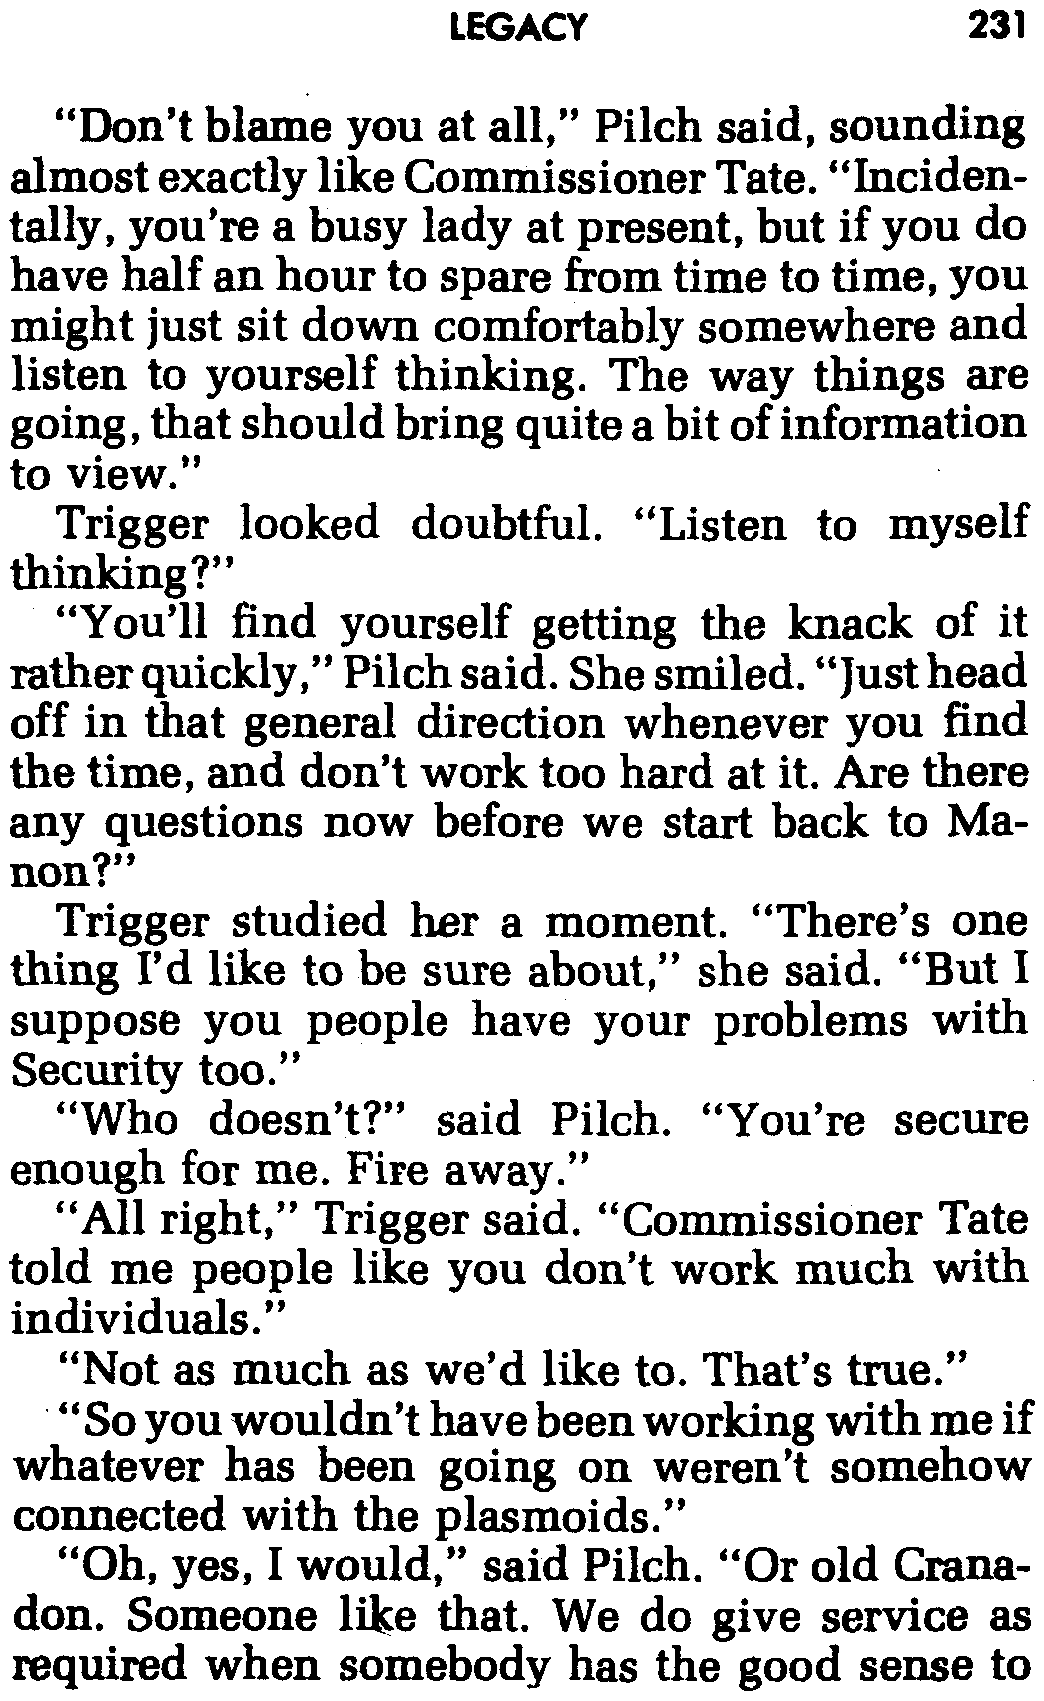 LEGACY 231
“Don’t blame you at all,” Pilch said, sounding
almost exactly like Commissioner Tate. “Inciden-
tally, you’re a busy lady at present, but if you do
have half an hour to spare from time to time, you
might just sit down comfortably somewhere and
listen to yourself thinking. The way things are
going, that should bring quite a bit of information
to view.”
Trigger looked doubtful. “Listen to myself
thinking?”
“You’ll find yourself getting the knack of it
rather quickly,” Pilch said. She smiled. “Just head
off in that general direction whenever you find
the time, and don’t work too hard at it. Are there
any questions now before we start back to Ma-
non?”
Trigger studied her a moment. “There’s one
thing I’d like to be sure about,” she said. “But I
suppose you people have your problems with
Security too.”
“Who doesn’t?” said Pilch. “You’re secure
enough for me. Fire away.”
“All right,” Trigger said. “Commissioner Tate
told me people like you don’t work much with
individuals.”
“Not as much as we’d like to. That’s true.”
“So you wouldn’t have been working with me if
whatever has been going on weren’t somehow
connected with the plasmoids.”
“Oh, yes, I would,” said Pilch. “Or old Crana-
don. Someone like that. We do give service as
required when somebody has the good sense to